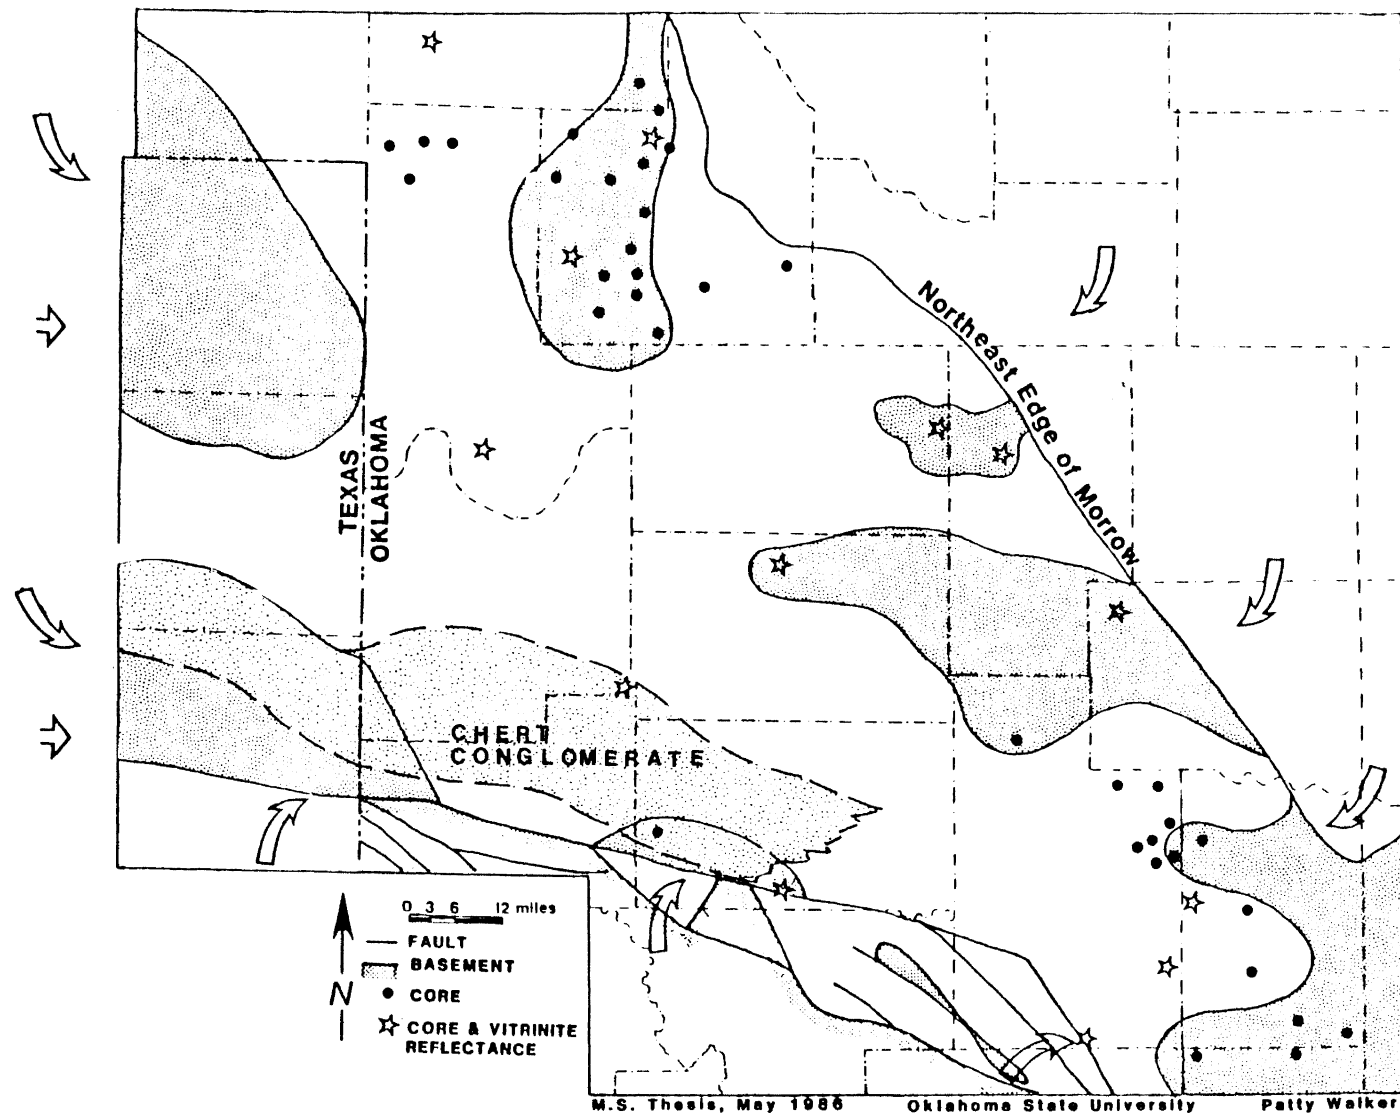 Northeast Edge of Morrow
TEXAS
OKLAHOMA
CHERT
CONGLOMERATE
0 3 6 12 miles
FAULT
BASEMENT
N
CORE
CORE & VITRINITE
REFLECTANCE
M.S. Thesis, May 1986 Oklahoma State University Patty Walker